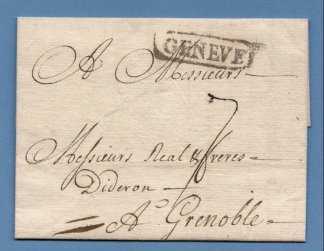 GENEVE
A Messieurs
7
Messieurs Real & freres
Dideron
A Grenoble